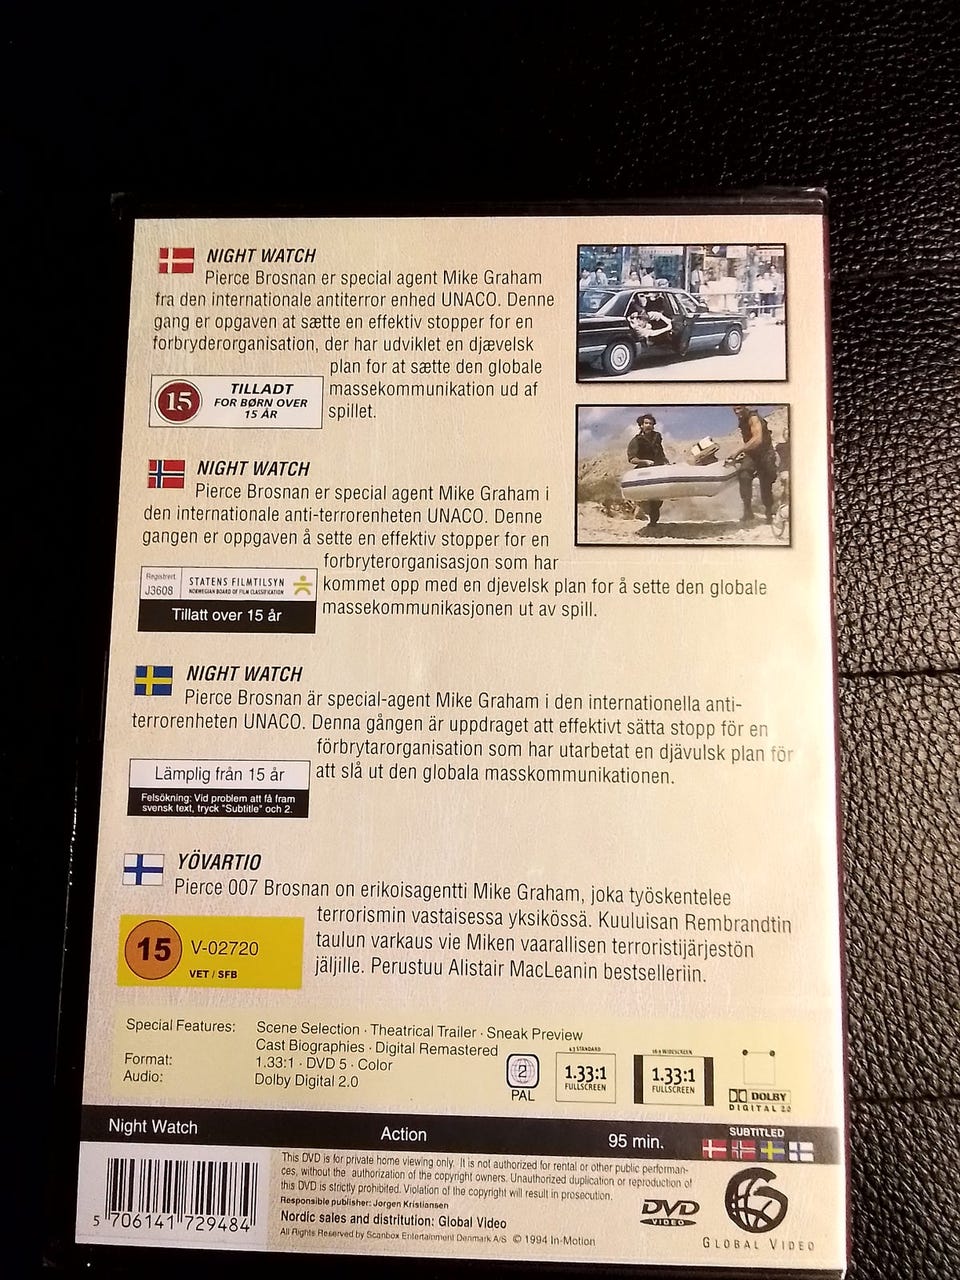 NIGHT WATCH
Pierce Brosnan er special agent Mike Graham
fra den internationale antiterror enhed UNACO. Denne
gang er opgaven at sætte en effektiv stopper for en
forbryderorganisation, der har udviklet en djævelsk
plan for at sætte den globale
massekommunikation ud af
spillet.
15
TILLADT
FOR BØRN OVER
15 ÅR
NIGHT WATCH
Pierce Brosnan er special agent Mike Graham i
den internationale anti-terrorenheten UNACO. Denne
gangen er oppgaven å sette en effektiv stopper for en
forbryterorganisasjon som har
kommet opp med en djevelsk plan for å sette den globale
massekommunikasjonen ut av spill.
Registrert
J3608
STATENS FILMTILSYN
NORWEGIAN BOARD OF FILM CLASSIFICATION
Tillatt over 15 år
NIGHT WATCH
Pierce Brosnan är special-agent Mike Graham i den internationella anti-
terrorenheten UNACO. Denna gången är uppdraget att effektivt sätta stopp för en
förbrytarorganisation som har utarbetat en djävulsk plan för
att slå ut den globala masskommunikationen.
Lämplig från 15 år
Felsökning: Vid problem att få fram
svensk text, tryck "Subtitle" och 2.
YÖVARTIO
Pierce 007 Brosnan on erikoisagentti Mike Graham, joka työskentelee
terrorismin vastaisessa yksikössä. Kuuluisan Rembrandtin
taulun varkaus vie Miken vaarallisen terroristijärjestön
jäljille. Perustuu Alistair MacLeanin bestselleriin.
15 V-02720
VET / SFB
Special Features: Scene Selection · Theatrical Trailer · Sneak Preview
Cast Biographies · Digital Remastered
Format: 1.33:1 · DVD 5 · Color
Audio: Dolby Digital 2.0
2
PAL
4:3 STANDARD
1.33:1
FULLSCREEN
16:9 WIDESCREEN
1.33:1
FULLSCREEN
DOLBY
DIGITAL 2.0
Night Watch Action 95 min.
SUBTITLED
This DVD is for private home viewing only. It is not authorized for rental or other public performan-
ces, without the authorization of the copyright owners. Unauthorized duplication or reproduction of
this DVD is strictly prohibited. Violation of the copyright will result in prosecution.
Responsible publisher: Jørgen Kristiansen
Nordic sales and distribution: Global Video
All Rights Reserved by Scanbox Entertainment Denmark A/S © 1994 In-Motion
5 706141 729484
DVD
VIDEO
GLOBAL VIDEO